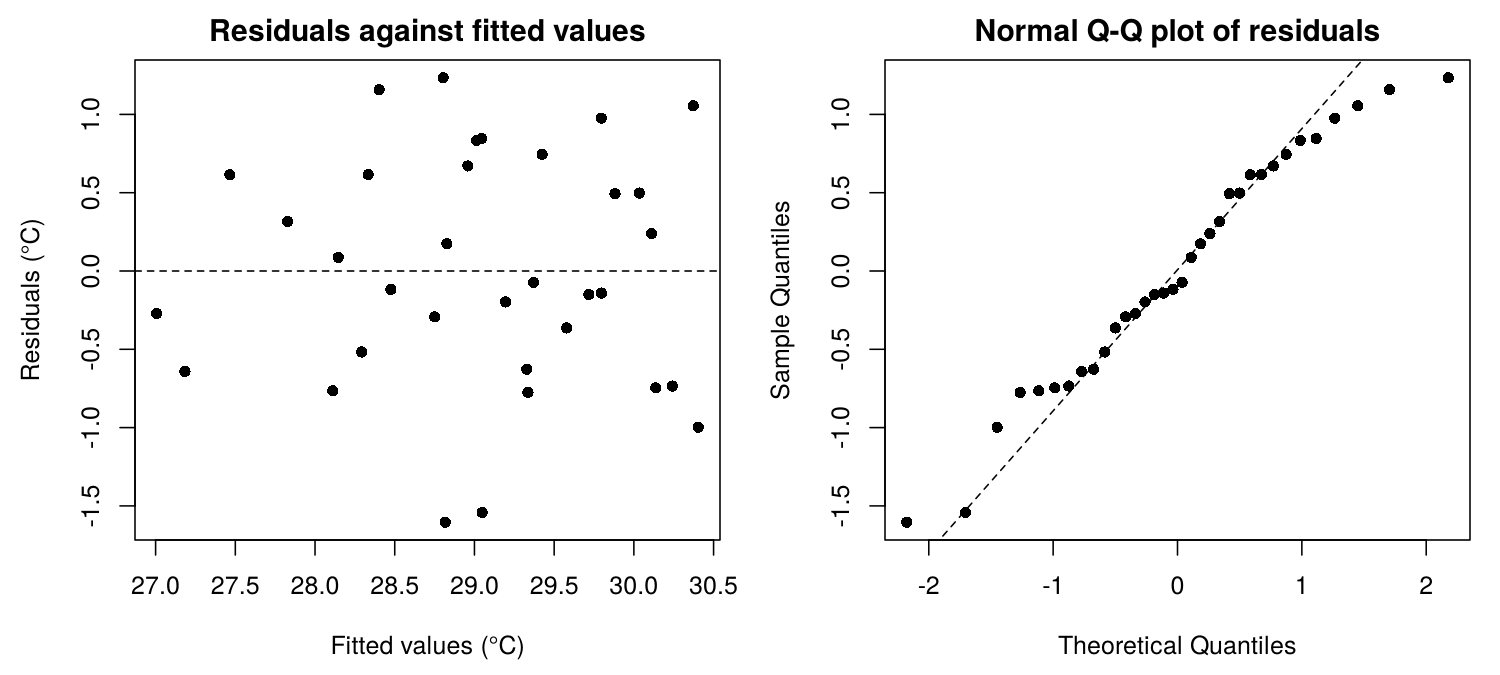 Residuals against fitted values
Residuals (°C)
1.0
0.5
0.0
-0.5
-1.0
-1.5
27.0 27.5 28.0 28.5 29.0 29.5 30.0 30.5
Fitted values (°C)
Normal Q-Q plot of residuals
Sample Quantiles
1.0
0.5
0.0
-0.5
-1.0
-1.5
-2 -1 0 1 2
Theoretical Quantiles